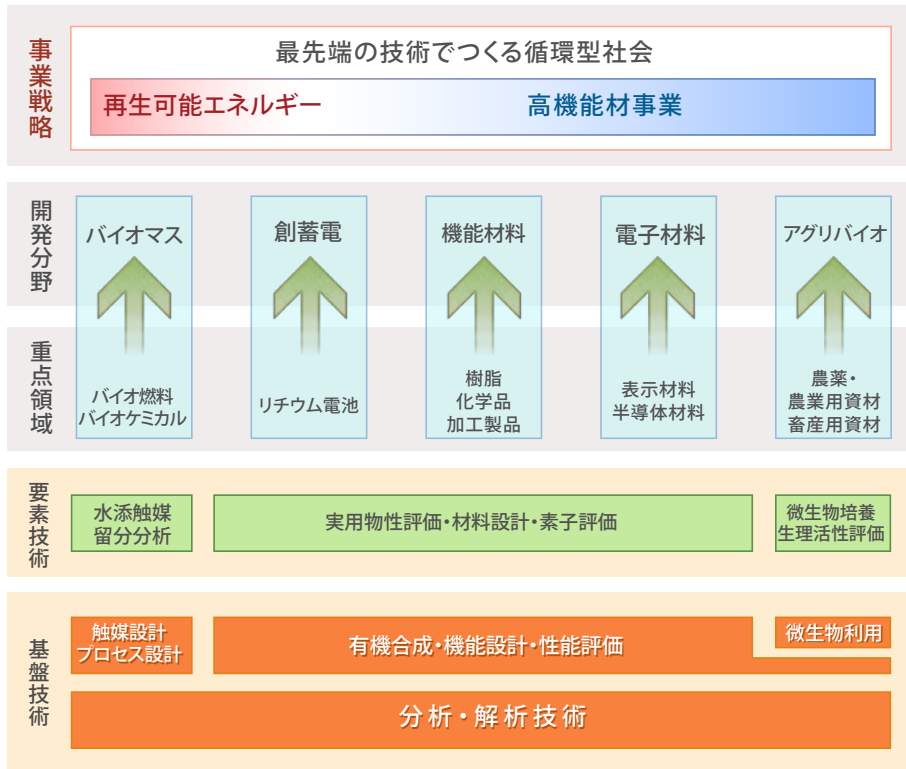 事業戦略
最先端の技術でつくる循環型社会
再生可能エネルギー
高機能材事業
開発分野
バイオマス
創蓄電
機能材料
電子材料
アグリバイオ
重点領域
バイオ燃料
バイオケミカル
リチウム電池
樹脂
化学品
加工製品
表示材料
半導体材料
農薬・
農業用資材
畜産用資材
要素技術
水添触媒
留分分析
実用物性評価・材料設計・素子評価
微生物培養
生理活性評価
基盤技術
触媒設計
プロセス設計
有機合成・機能設計・性能評価
微生物利用
分析・解析技術